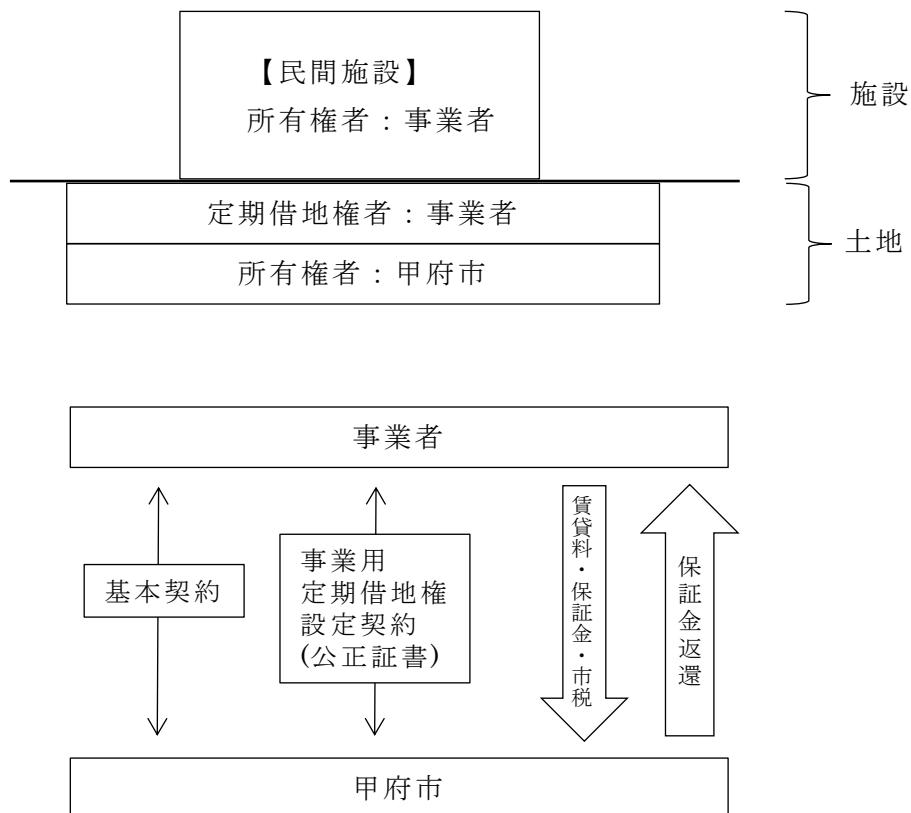 【民間施設】
所有権者：事業者
施設
定期借地権者：事業者
所有権者：甲府市
土地
事業者
基本契約
事業用
定期借地権
設定契約
(公正証書)
賃貸料・保証金・市税
保証金返還
甲府市